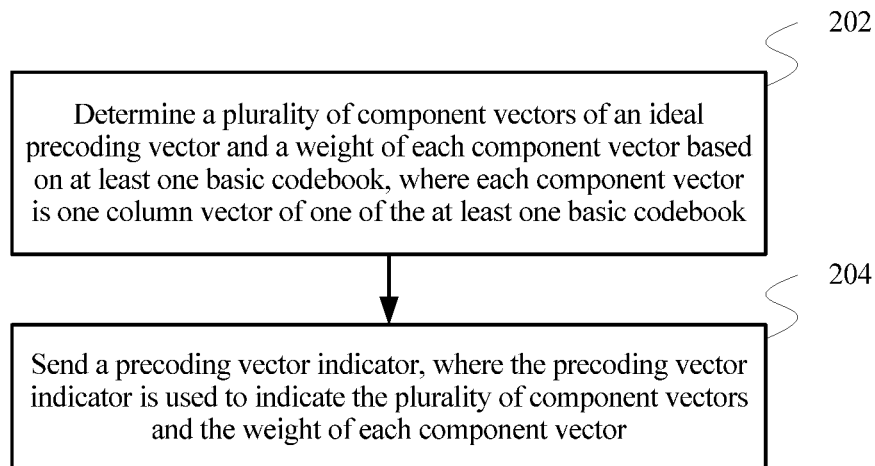 202
Determine a plurality of component vectors of an ideal
precoding vector and a weight of each component vector based
on at least one basic codebook, where each component vector
is one column vector of one of the at least one basic codebook
204
Send a precoding vector indicator, where the precoding vector
indicator is used to indicate the plurality of component vectors
and the weight of each component vector